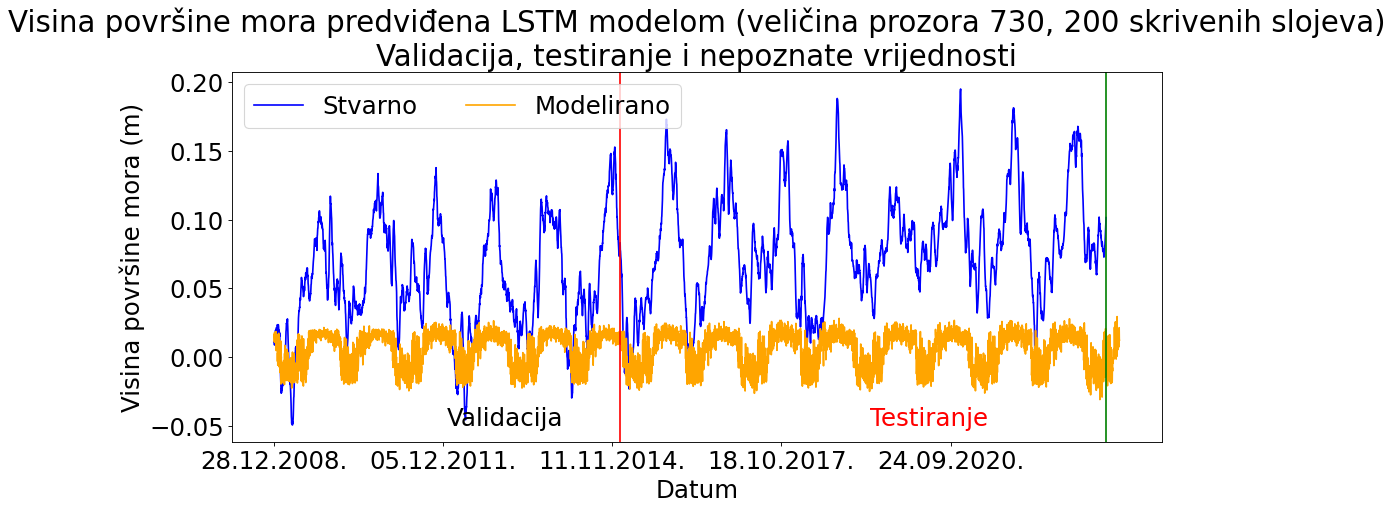 Visina površine mora predviđena LSTM modelom (veličina prozora 730, 200 skrivenih slojeva)
Validacija, testiranje i nepoznate vrijednosti
Stvarno
Modelirano
Visina površine mora (m)
0.20
0.15
0.10
0.05
0.00
−0.05
Validacija
Testiranje
28.12.2008.
05.12.2011.
11.11.2014.
18.10.2017.
24.09.2020.
Datum